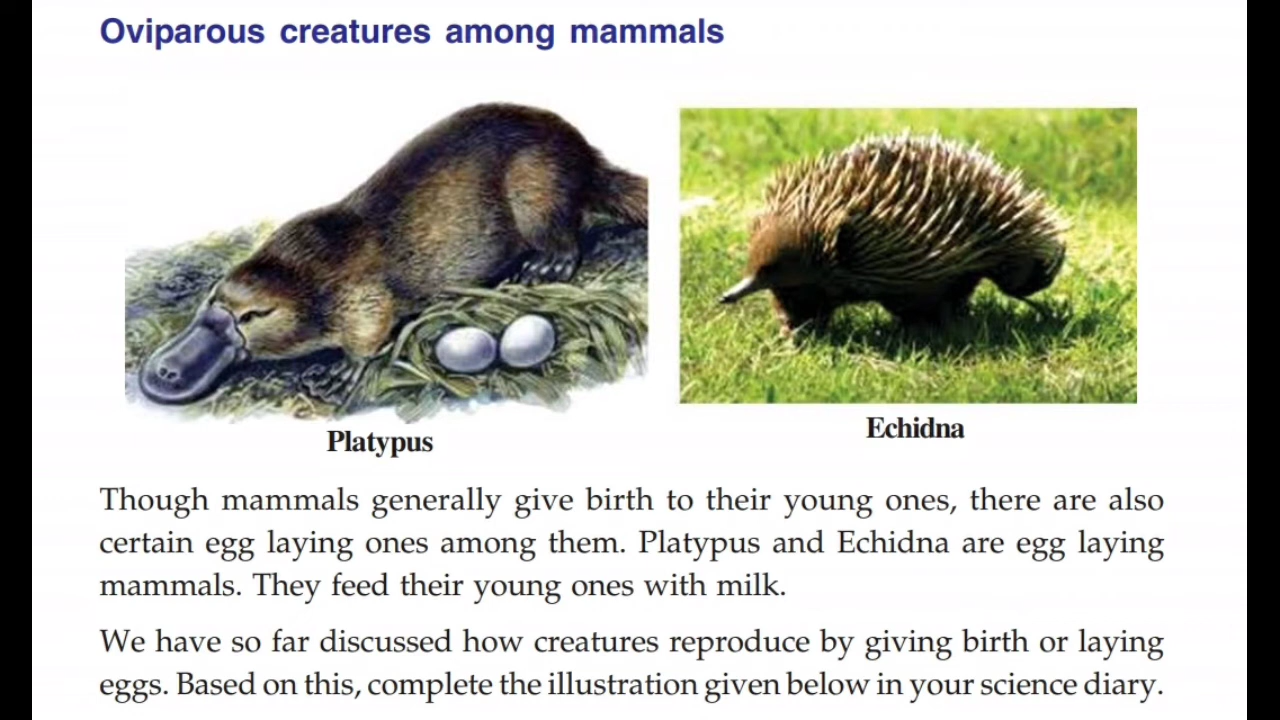 Oviparous creatures among mammals
Platypus
Echidna
Though mammals generally give birth to their young ones, there are also
certain egg laying ones among them. Platypus and Echidna are egg laying
mammals. They feed their young ones with milk.
We have so far discussed how creatures reproduce by giving birth or laying
eggs. Based on this, complete the illustration given below in your science diary.